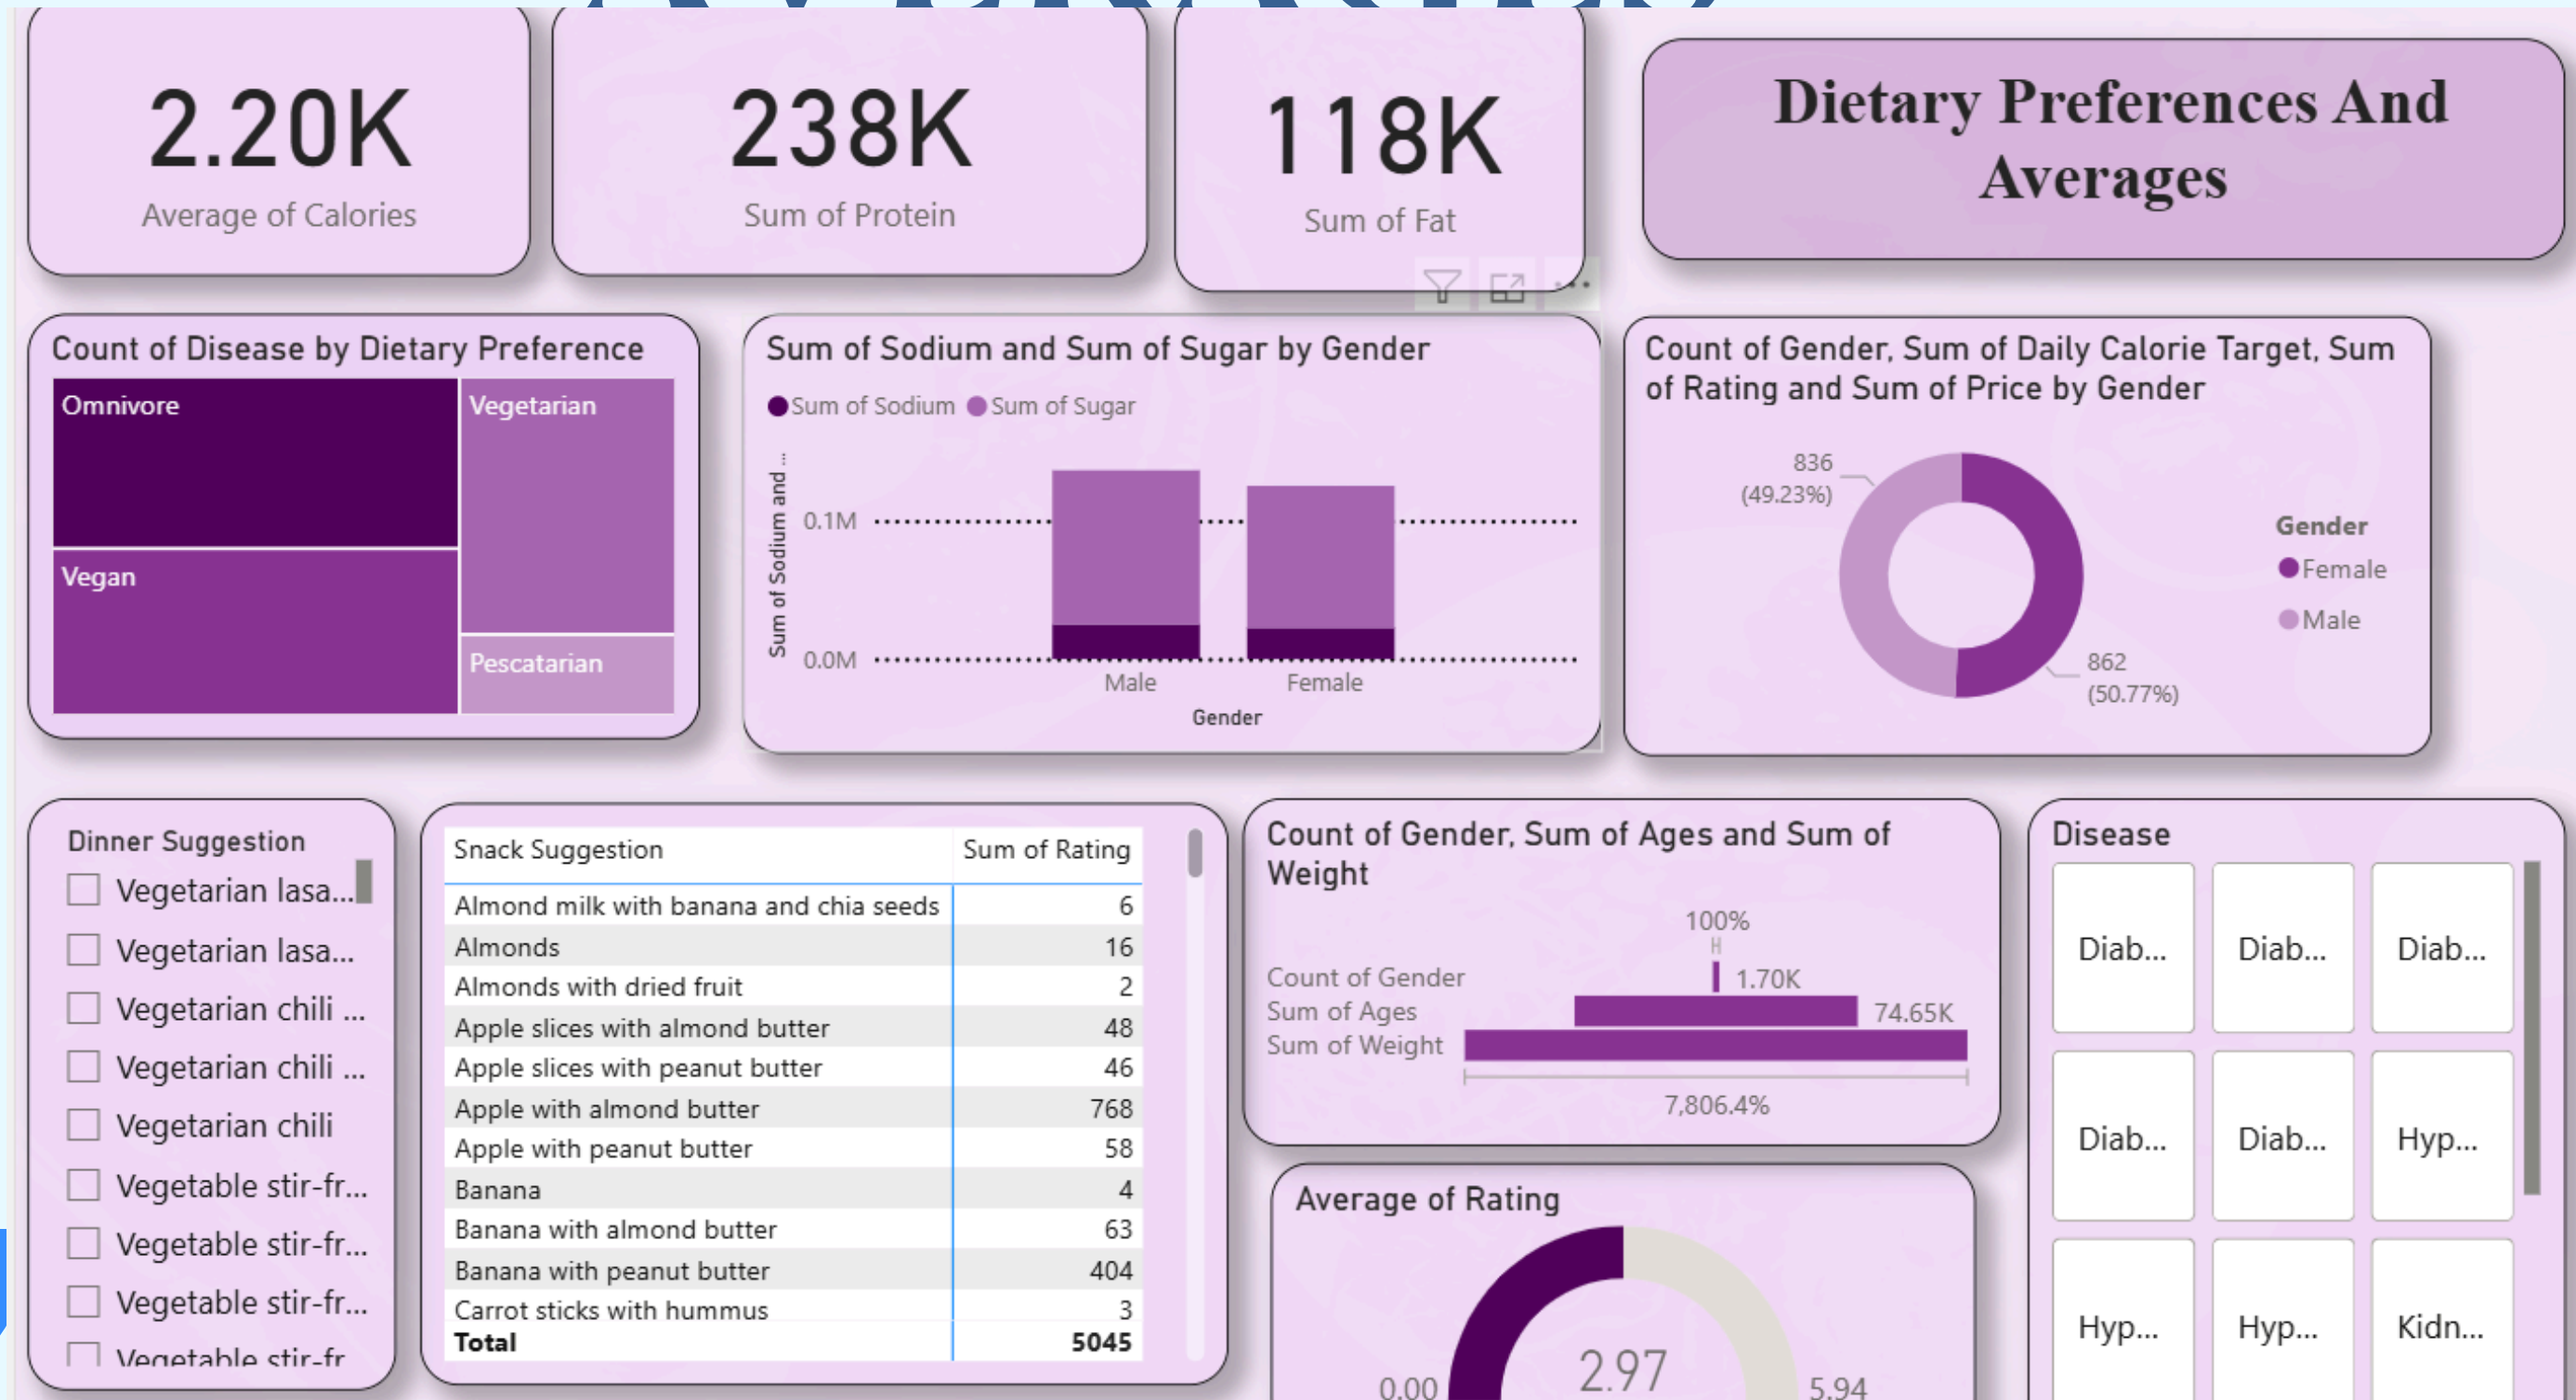 2.20K
Average of Calories
238K
Sum of Protein
118K
Sum of Fat
Dietary Preferences And
Averages
Count of Disease by Dietary Preference
Omnivore
Vegetarian
Vegan
Pescatarian
Sum of Sodium and Sum of Sugar by Gender
Sum of Sodium
Sum of Sugar
Sum of Sodium and ...
0.1M
0.0M
Male
Female
Gender
Count of Gender, Sum of Daily Calorie Target, Sum
of Rating and Sum of Price by Gender
836
(49.23%)
862
(50.77%)
Gender
Female
Male
Dinner Suggestion
Vegetarian lasa...
Vegetarian lasa...
Vegetarian chili ...
Vegetarian chili ...
Vegetarian chili
Vegetable stir-fr...
Vegetable stir-fr...
Vegetable stir-fr...
Vegetable stir-fr
Snack Suggestion Sum of Rating
Almond milk with banana and chia seeds 6
Almonds 16
Almonds with dried fruit 2
Apple slices with almond butter 48
Apple slices with peanut butter 46
Apple with almond butter 768
Apple with peanut butter 58
Banana 4
Banana with almond butter 63
Banana with peanut butter 404
Carrot sticks with hummus 3
Total 5045
Count of Gender, Sum of Ages and Sum of
Weight
100%
Count of Gender 1.70K
Sum of Ages 74.65K
Sum of Weight
7,806.4%
Average of Rating
2.97
0.00
5.94
Disease
Diab... Diab... Diab...
Diab... Diab... Hyp...
Hyp... Hyp... Kidn...